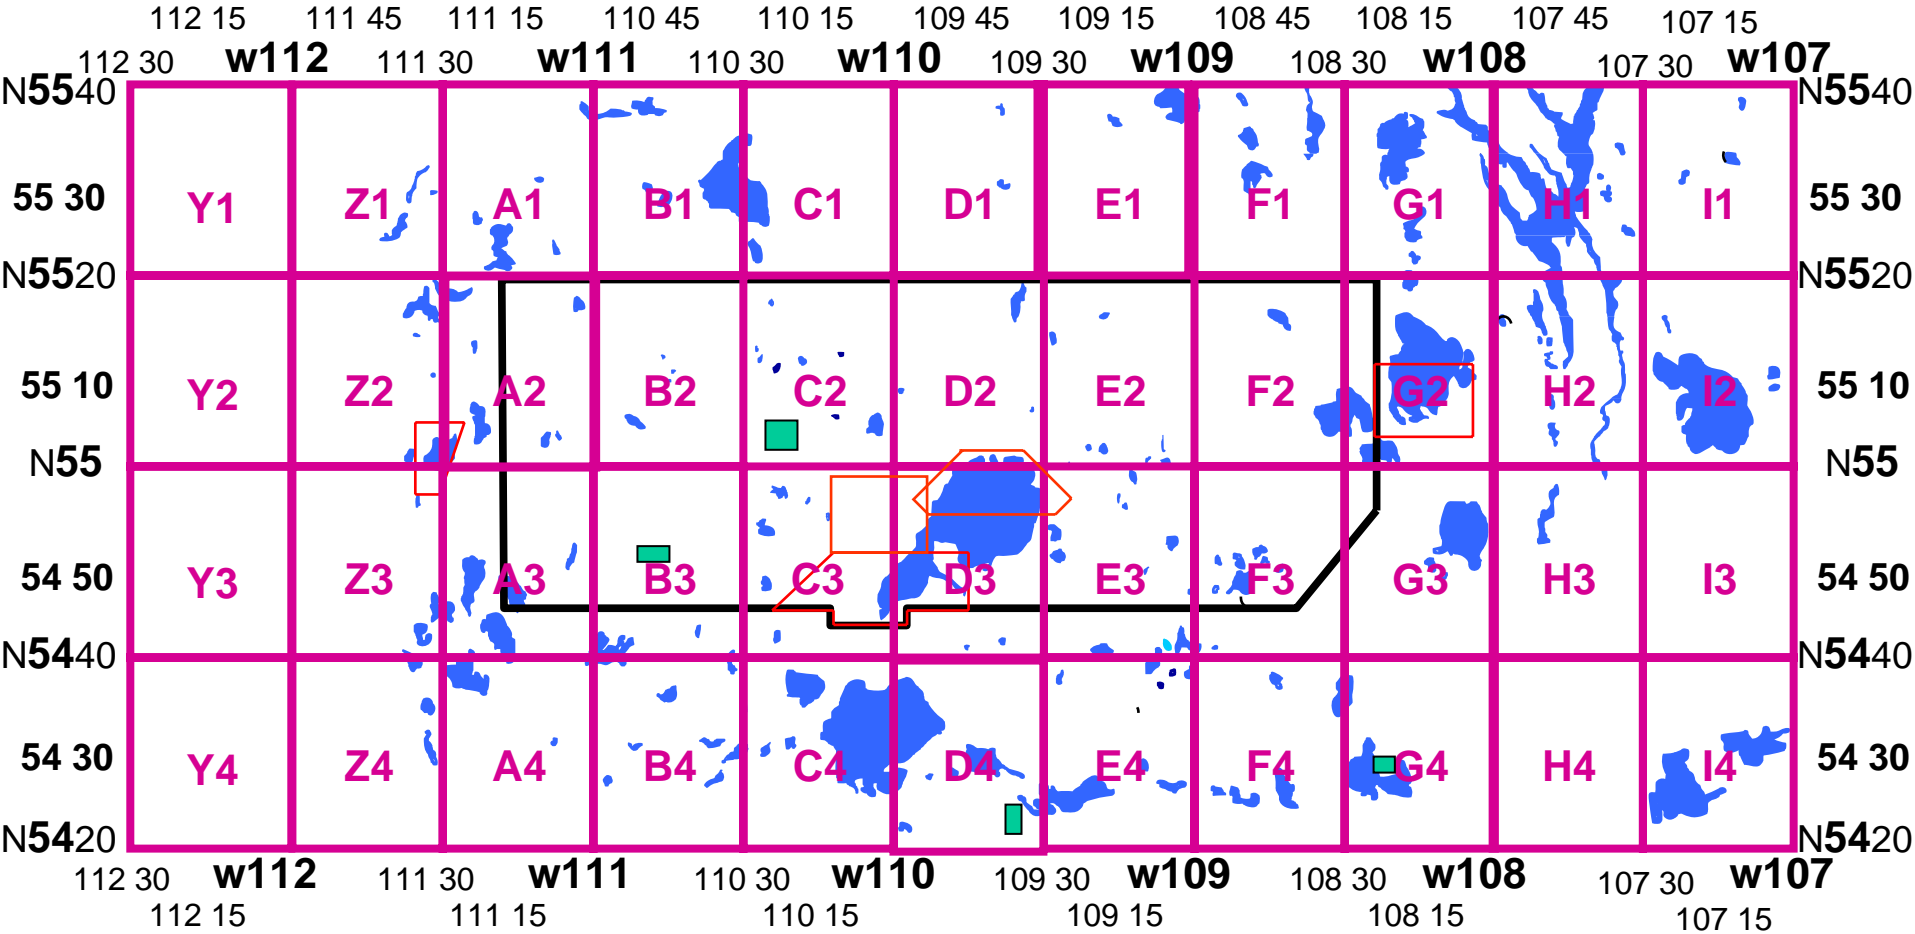 112 15 111 45 111 15 110 45 110 15 109 45 109 15 108 45 108 15 107 45 107 15
112 30 w112 111 30 w111 110 30 w110 109 30 w109 108 30 w108 107 30 w107
N5540 N5540
55 30 Y1 Z1 A1 B1 C1 D1 E1 F1 G1 H1 I1 55 30
N5520 N5520
55 10 Y2 Z2 A2 B2 C2 D2 E2 F2 G2 H2 I2 55 10
N55 N55
54 50 Y3 Z3 A3 B3 C3 D3 E3 F3 G3 H3 I3 54 50
N5440 N5440
54 30 Y4 Z4 A4 B4 C4 D4 E4 F4 G4 H4 I4 54 30
N5420 N5420
112 30 w112 111 30 w111 110 30 w110 109 30 w109 108 30 w108 107 30 w107
112 15 111 15 110 15 109 15 108 15 107 15